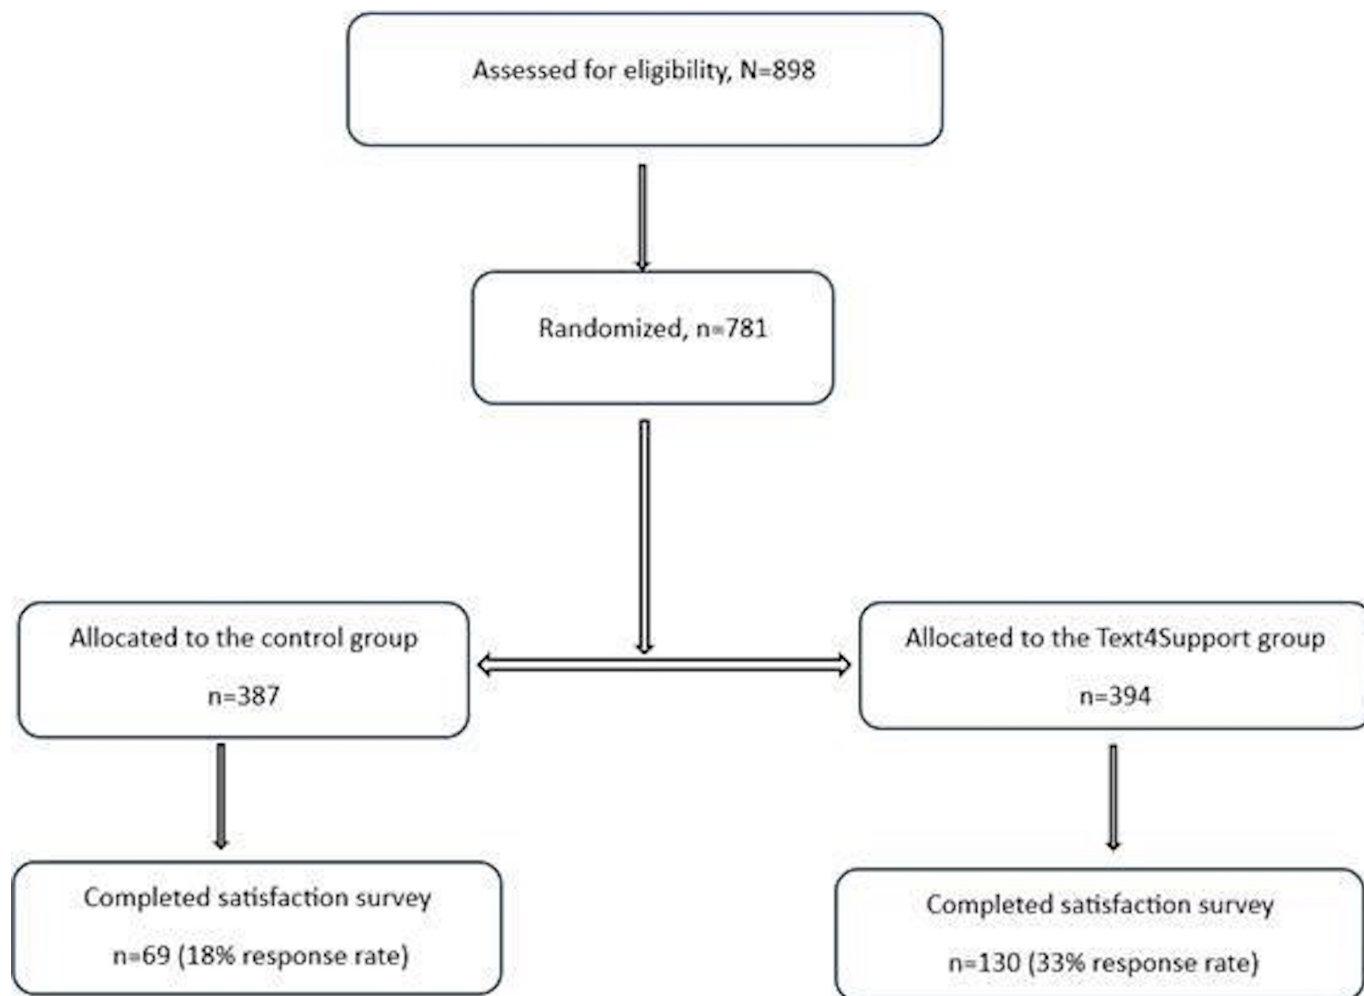 Assessed for eligibility, N=898
Randomized, n=781
Allocated to the control group
n=387
Allocated to the Text4Support group
n=394
Completed satisfaction survey
n=69 (18% response rate)
Completed satisfaction survey
n=130 (33% response rate)